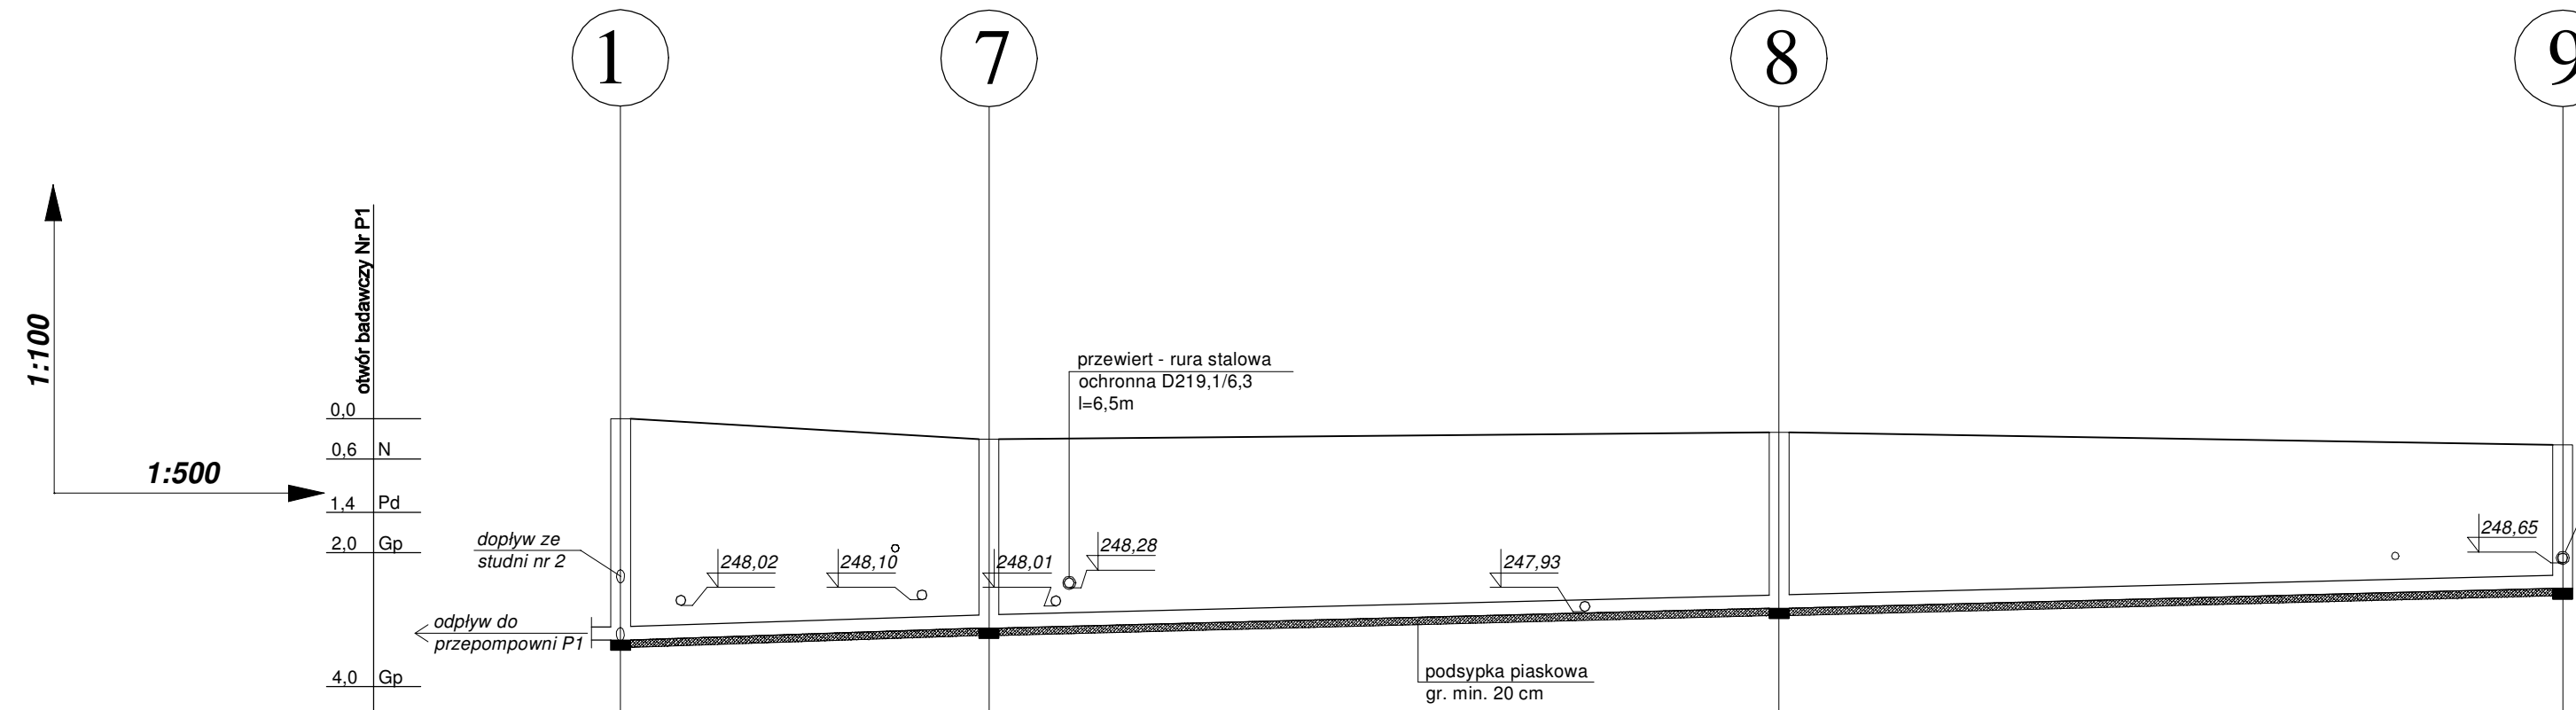 1
7
8
9
1:100
1:500
otwór badawczy Nr P1
0,0
0,6 N
1,4 Pd
2,0 Gp
4,0 Gp
dopływ ze
studni nr 2
odpływ do
przepompowni P1
248,02
248,10
248,01
248,28
przewiert - rura stalowa
ochronna D219,1/6,3
l=6,5m
247,93
248,65
podsypka piaskowa
gr. min. 20 cm